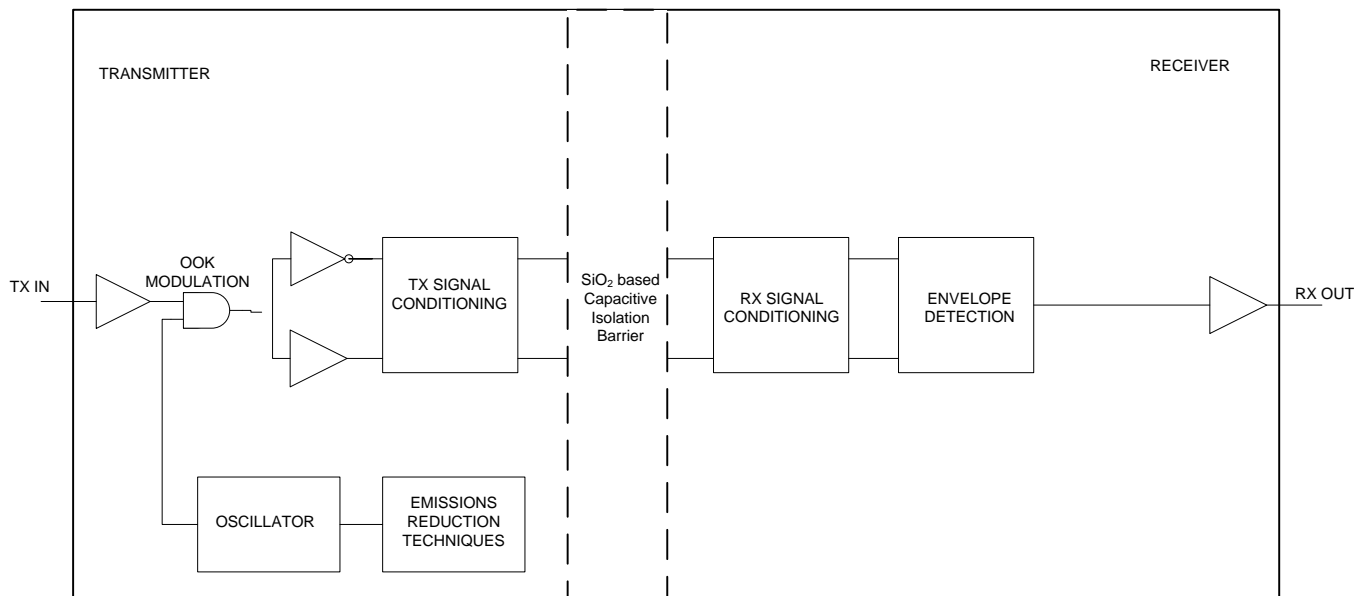 TRANSMITTER
RECEIVER
TX IN
OOK
MODULATION
TX SIGNAL
CONDITIONING
SiO₂ based
Capacitive
Isolation
Barrier
RX SIGNAL
CONDITIONING
ENVELOPE
DETECTION
RX OUT
OSCILLATOR
EMISSIONS
REDUCTION
TECHNIQUES